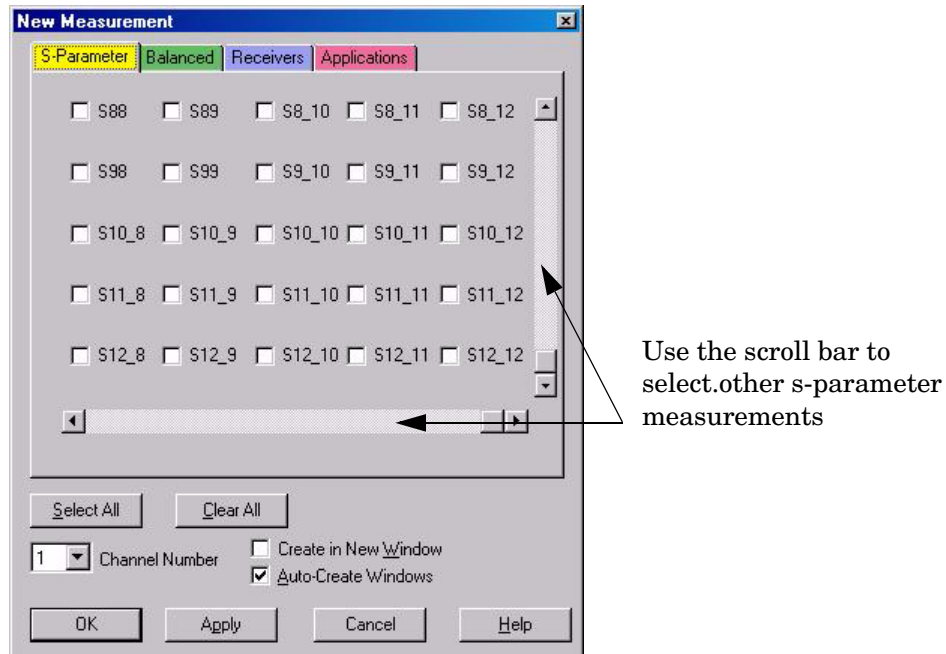 New Measurement
S-Parameter Balanced Receivers Applications
S88 S89 S8_10 S8_11 S8_12
S98 S99 S9_10 S9_11 S9_12
S10_8 S10_9 S10_10 S10_11 S10_12
S11_8 S11_9 S11_10 S11_11 S11_12
S12_8 S12_9 S12_10 S12_11 S12_12
Use the scroll bar to
select.other s-parameter
measurements
Select All Clear All
1 Channel Number
Create in New Window
Auto-Create Windows
OK Apply Cancel Help